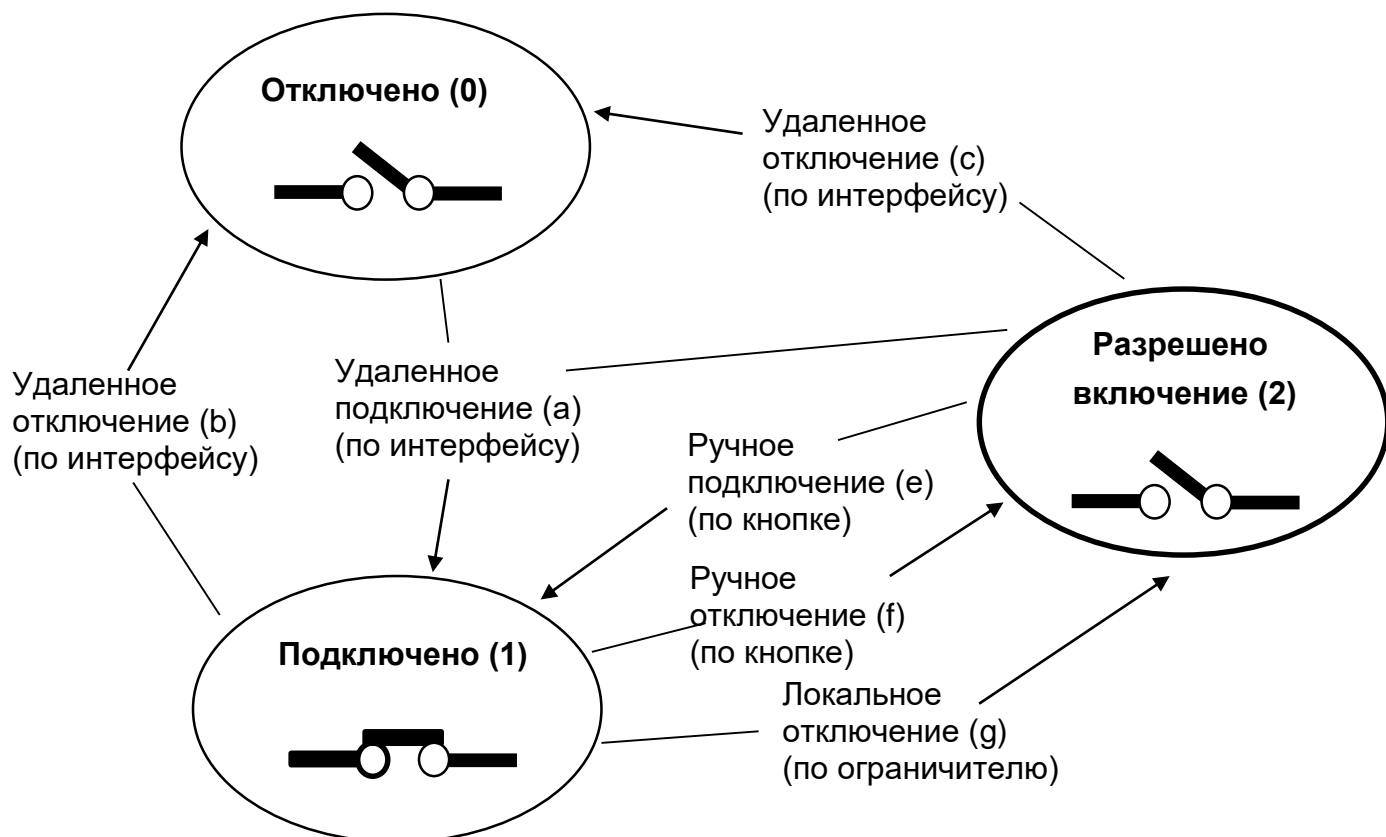 Отключено (0)
Удаленное
отключение (c)
(по интерфейсу)
Разрешено
включение (2)
Удаленное
отключение (b)
(по интерфейсу)
Удаленное
подключение (a)
(по интерфейсу)
Ручное
подключение (e)
(по кнопке)
Ручное
отключение (f)
(по кнопке)
Подключено (1)
Локальное
отключение (g)
(по ограничителю)